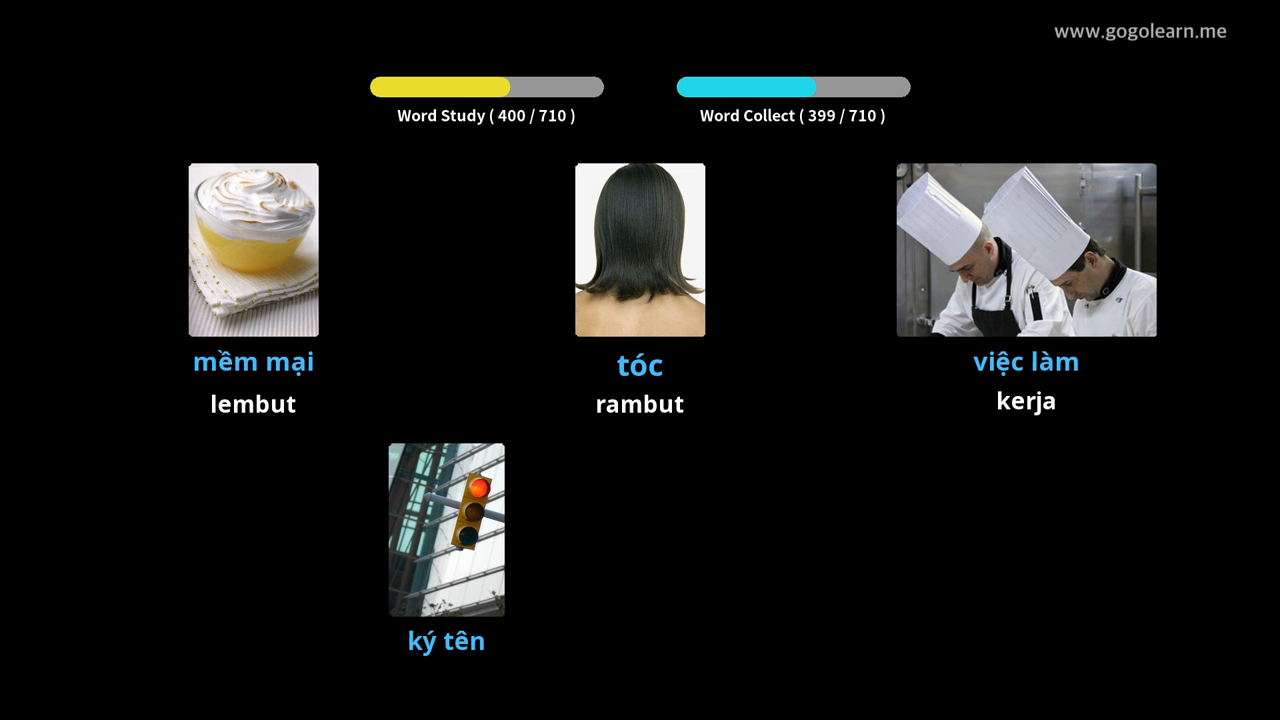 www.gogolearn.me
Word Study ( 400 / 710 )
Word Collect ( 399 / 710 )
mềm mại
tóc
việc làm
lembut
rambut
kerja
ký tên